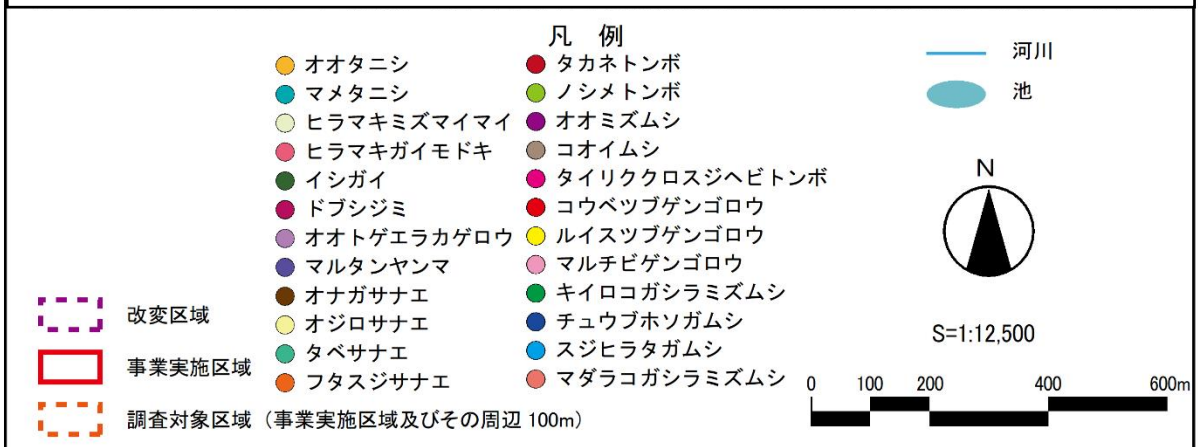 凡 例
オオタニシ
マメタニシ
ヒラマキミズマイマイ
ヒラマキガイモドキ
イシガイ
ドブシジミ
オオトゲエラカゲロウ
マルタンヤンマ
オナガサナエ
オジロサナエ
タベサナエ
フタスジサナエ
タカネトンボ
ノシメトンボ
オオミズムシ
コオイムシ
タイリククロスジヘビトンボ
コウベツブゲンゴロウ
ルイスツブゲンゴロウ
マルチビゲンゴロウ
キイロコガシラミズムシ
チュウブホソガムシ
スジヒラタガムシ
マダラコガシラミズムシ
改変区域
事業実施区域
調査対象区域（事業実施区域及びその周辺 100m）
河川
池
N
S=1:12,500
0 100 200 400 600m